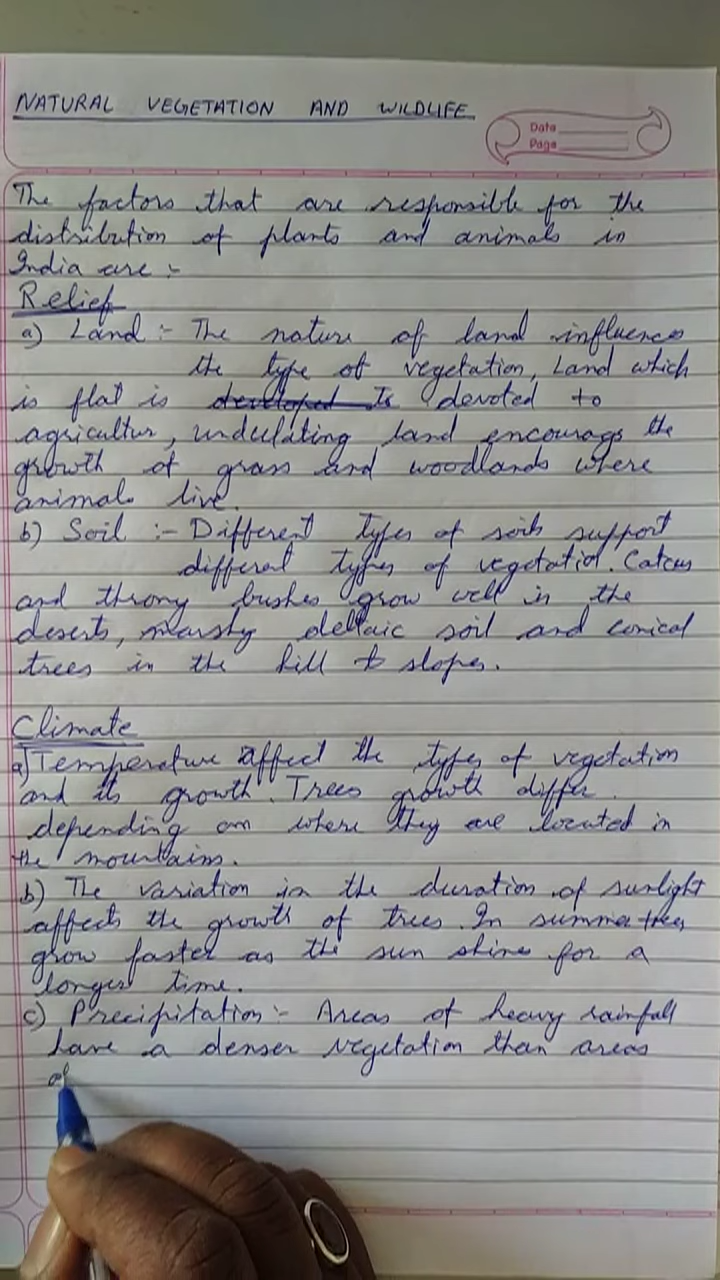 NATURAL VEGETATION AND WILDLIFE
Date
Page
The factors that are responsible for the
distribution of plants and animals in
India are :-
Relief
a) Land :- The nature of land influences
the type of vegetation, Land which
is flat is developed Is devoted to
agricultur, undulating land encourags the
growth of grass and woodlands where
animals live.
b) Soil :- Different types of soils support
different types of vegetation. Catcus
and throny bushes grow well in the
deserts, marshy deltaic soil and conical
trees in the hill slopes.
Climate
a) Temperature affect the types of vegetation
and its growth. Trees growth differ
depending on where they are located in
the mountains.
b) The variation in the duration of sunlight
affects the growth of trees. In summer trees
grow faster as the sun shine for a
longer time.
c) Precipitation :- Areas of heavy rainfall
have a denser vegetation than areas
of